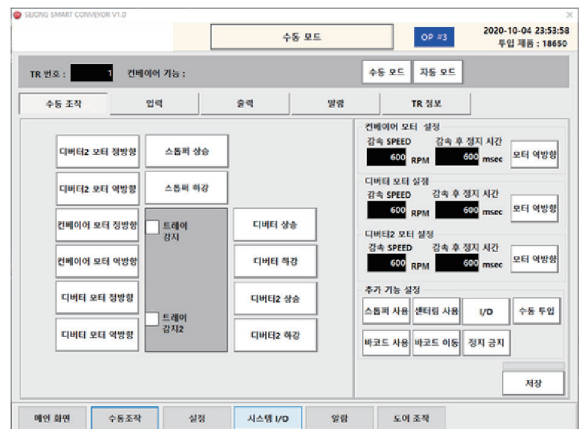 SIJONG SMART CONVEYOR V1.0
수동 모드
OP #3
2020-10-04 23:53:58
투입 제품 : 18650
TR 번호 : 1 컨베이어 기능 :
수동 모드 자동 모드
수동 조작 입력 출력 알람 TR 정보
디버터2 모터 정방향 스톱퍼 상승
디버터2 모터 역방향 스톱퍼 하강
컨베이어 모터 정방향 트레이 감지 디버터 상승
컨베이어 모터 역방향 디버터 하강
디버터 모터 정방향 디버터2 상승
디버터 모터 역방향 트레이 감지2 디버터2 하강
컨베이어 모터 설정
감속 SPEED 감속 후 정지 시간
600 RPM 600 msec 모터 역방향
디버터 모터 설정
감속 SPEED 감속 후 정지 시간
600 RPM 600 msec 모터 역방향
디버터2 모터 설정
감속 SPEED 감속 후 정지 시간
600 RPM 600 msec 모터 역방향
추가 기능 설정
스톱퍼 사용 센터링 사용 I/O 수동 투입
바코드 사용 바코드 이동 정지 금지
저장
메인 화면 수동조작 설정 시스템 I/O 알람 도어 조작